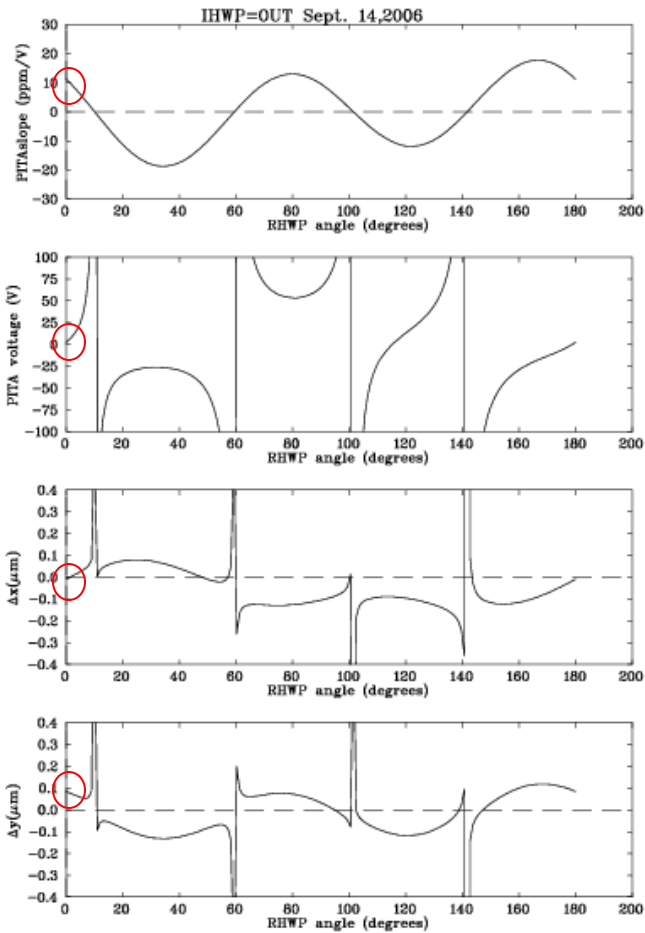 IHWP=OUT Sept. 14,2006
PITAslope (ppm/V)
30
20
10
0
−10
−20
−30
0 20 40 60 80 100 120 140 160 180 200
RHWP angle (degrees)
PITA voltage (V)
100
75
50
25
0
−25
−50
−75
−100
0 20 40 60 80 100 120 140 160 180 200
RHWP angle (degrees)
Δx(μm)
0.4
0.3
0.2
0.1
0.0
−0.1
−0.2
−0.3
−0.4
0 20 40 60 80 100 120 140 160 180 200
RHWP angle (degrees)
Δy(μm)
0.4
0.3
0.2
0.1
0.0
−0.1
−0.2
−0.3
−0.4
0 20 40 60 80 100 120 140 160 180 200
RHWP angle (degrees)